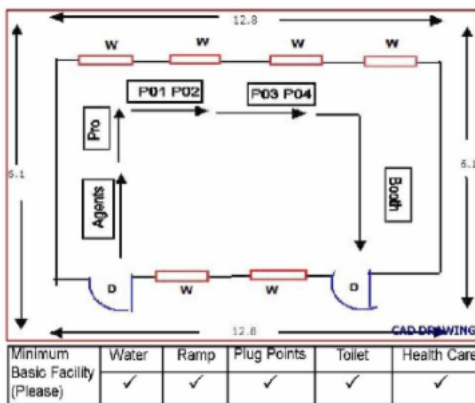 12.8
W W W W
P01 P02 P03 P04
6.1 6.1
Pro
Agents Booth
D W W D
12.8
CAD DRAWING
Minimum Basic Facility (Please) Water Ramp Plug Points Toilet Health Care
✓ ✓ ✓ ✓ ✓